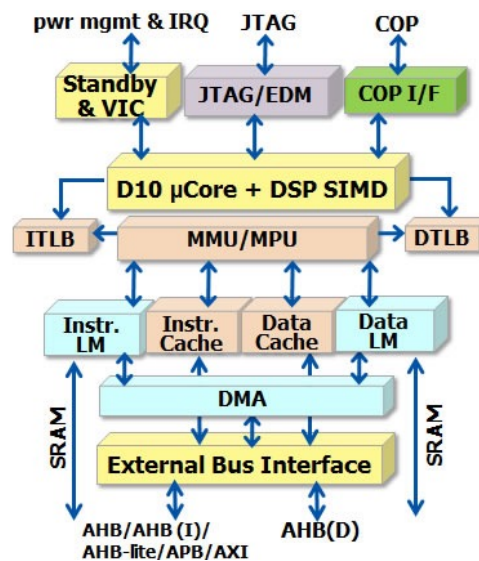 pwr mgmt & IRQ JTAG COP
Standby & VIC
JTAG/EDM
COP I/F
D10 µCore + DSP SIMD
ITLB
MMU/MPU
DTLB
Instr. LM
Instr. Cache
Data Cache
Data LM
DMA
SRAM
SRAM
External Bus Interface
AHB/AHB(I)/
AHB-lite/APB/AXI
AHB(D)